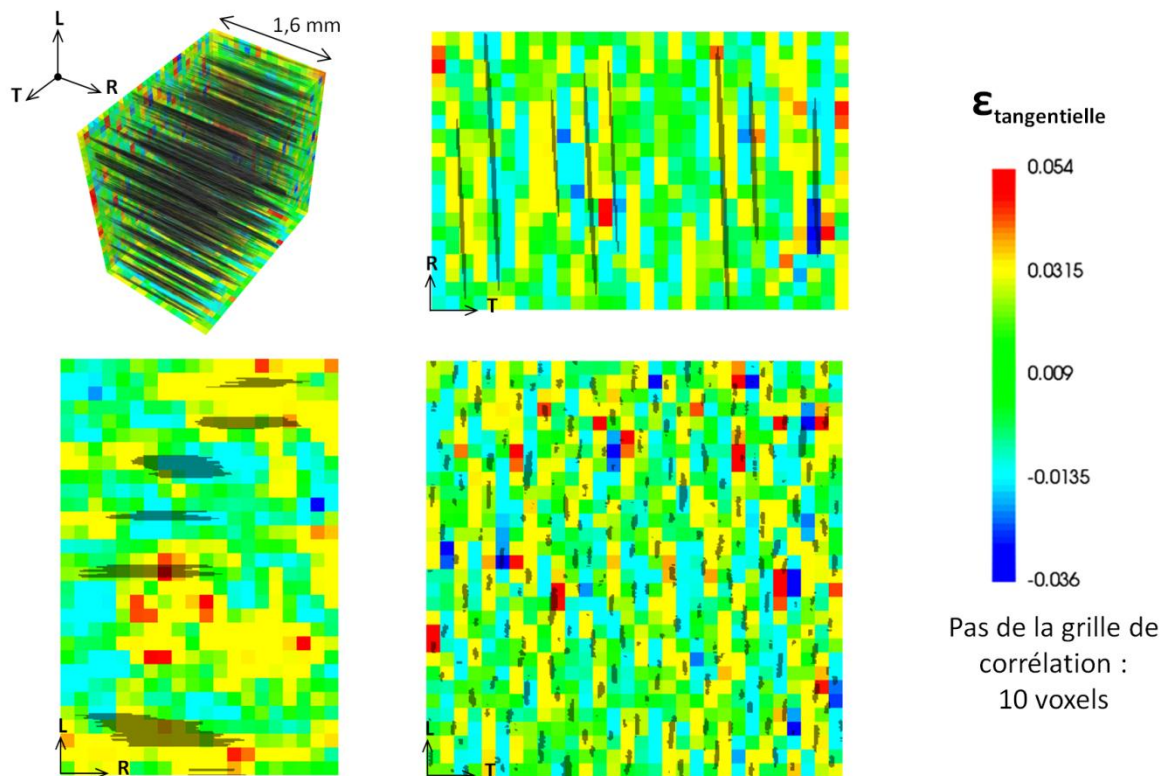 L
1,6 mm
T
R
R
T
L
R
L
T
εtangentielle
0.054
0.0315
0.009
-0.0135
-0.036
Pas de la grille de
corrélation :
10 voxels